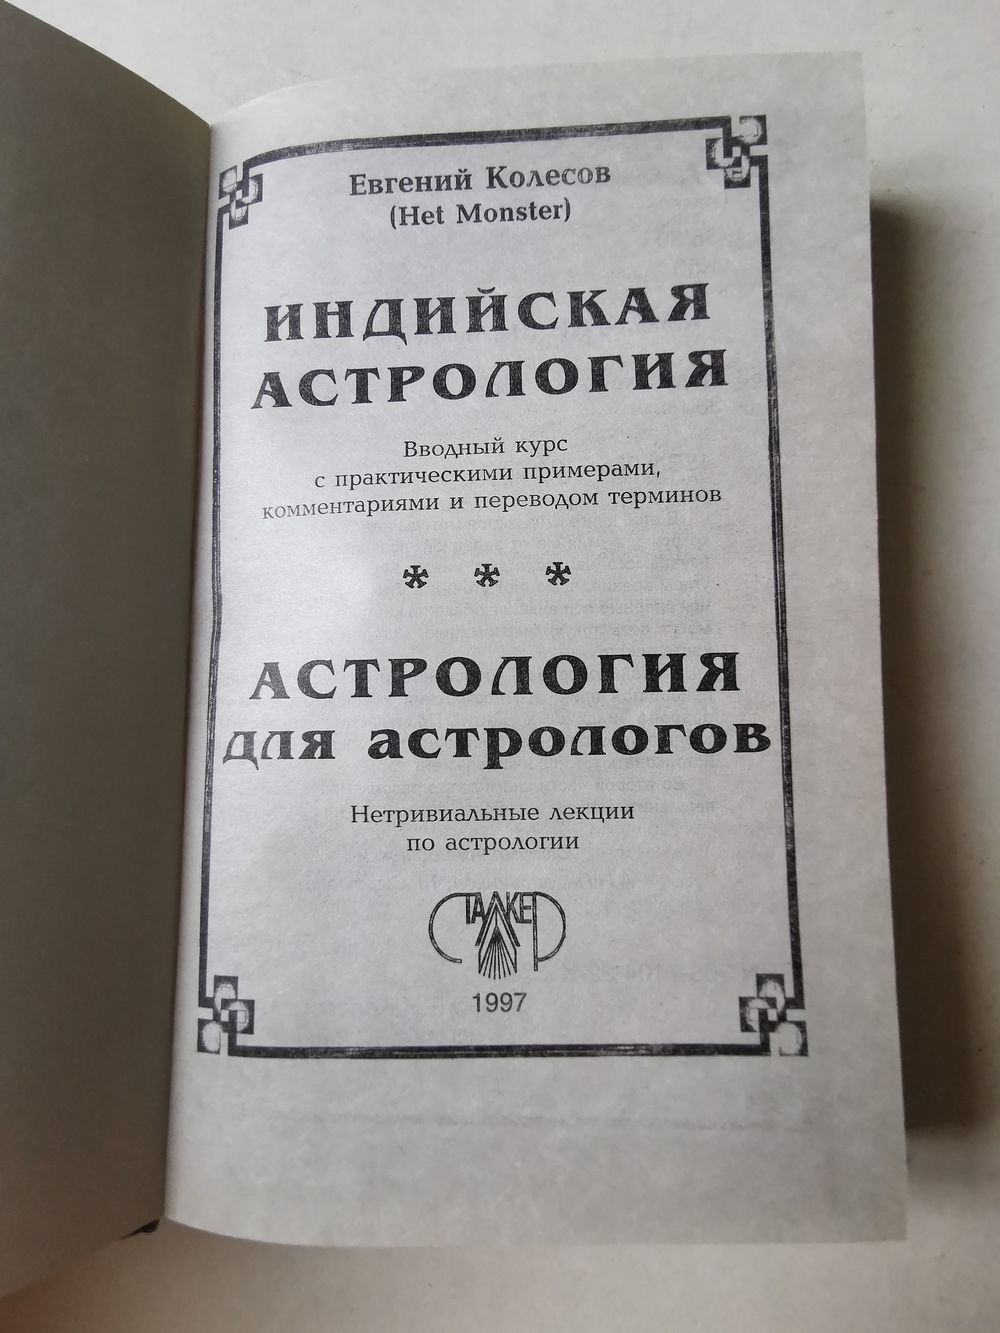 Евгений Колесов
(Het Monster)
ИНДИЙСКАЯ
АСТРОЛОГИЯ
Вводный курс
с практическими примерами,
комментариями и переводом терминов
* * *
АСТРОЛОГИЯ
для астрологов
Нетривиальные лекции
по астрологии
СТАЛКЕР
1997